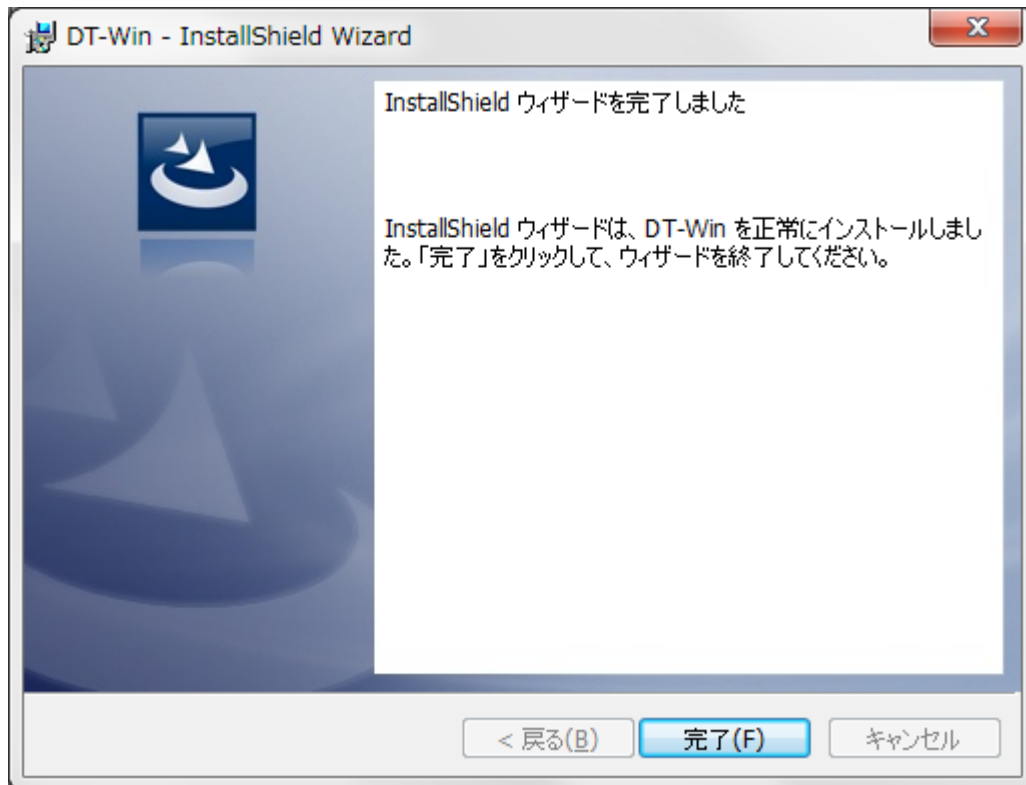 DT-Win - InstallShield Wizard
InstallShield ウィザードを完了しました
InstallShield ウィザードは、DT-Win を正常にインストールしまし
た。「完了」をクリックして、ウィザードを終了してください。
< 戻る(B) 完了(F) キャンセル